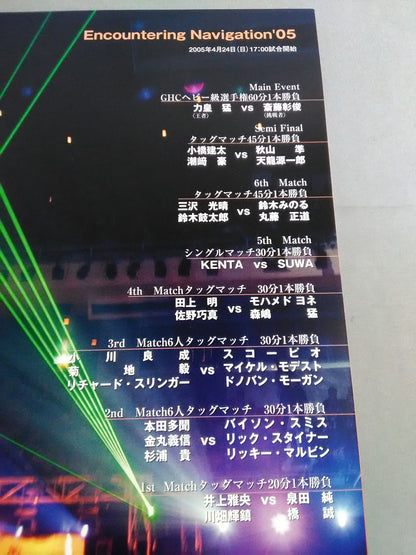 Encountering Navigation'05
2005年4月24日(日)17:00試合開始
Main Event
GHCヘビー級選手権60分1本勝負
力皇 猛 vs 斎藤彰俊
(王者) (挑戦者)
Semi Final
タッグマッチ45分1本勝負
小橋建太 vs 秋山 準
潮﨑 豪 天龍源一郎
6th Match
タッグマッチ45分1本勝負
三沢 光晴 vs 鈴木みのる
鈴木鼓太郎 丸藤 正道
5th Match
シングルマッチ30分1本勝負
KENTA vs SUWA
4th Matchタッグマッチ 30分1本勝負
田上 明 vs モハメド ヨネ
佐野巧真 森嶋 猛
3rd Match6人タッグマッチ 30分1本勝負
小川良成 スコーピオ
菊地 毅 vs マイケル・モデスト
リチャード・スリンガー ドノバン・モーガン
2nd Match6人タッグマッチ 30分1本勝負
本田多聞 バイソン・スミス
金丸義信 vs リック・スタイナー
杉浦 貴 リッキー・マルビン
1st Matchタッグマッチ20分1本勝負
井上雅央 vs 泉田 純
川畑輝鎮 橋 誠